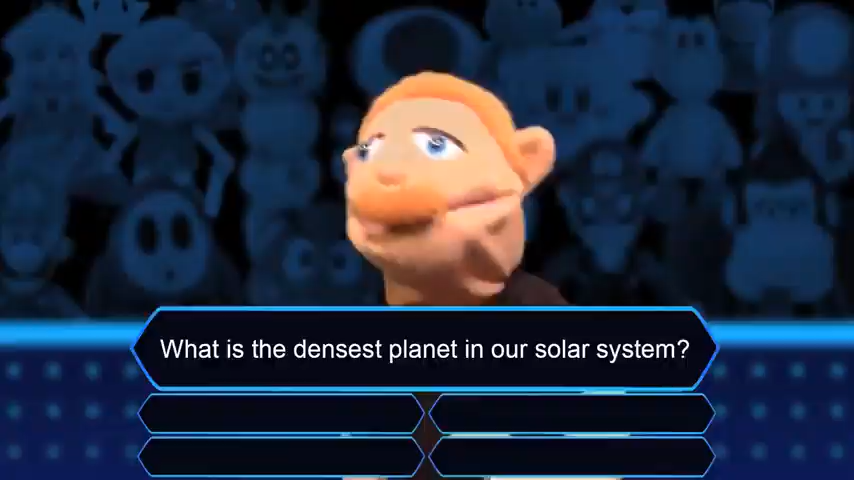 What is the densest planet in our solar system?